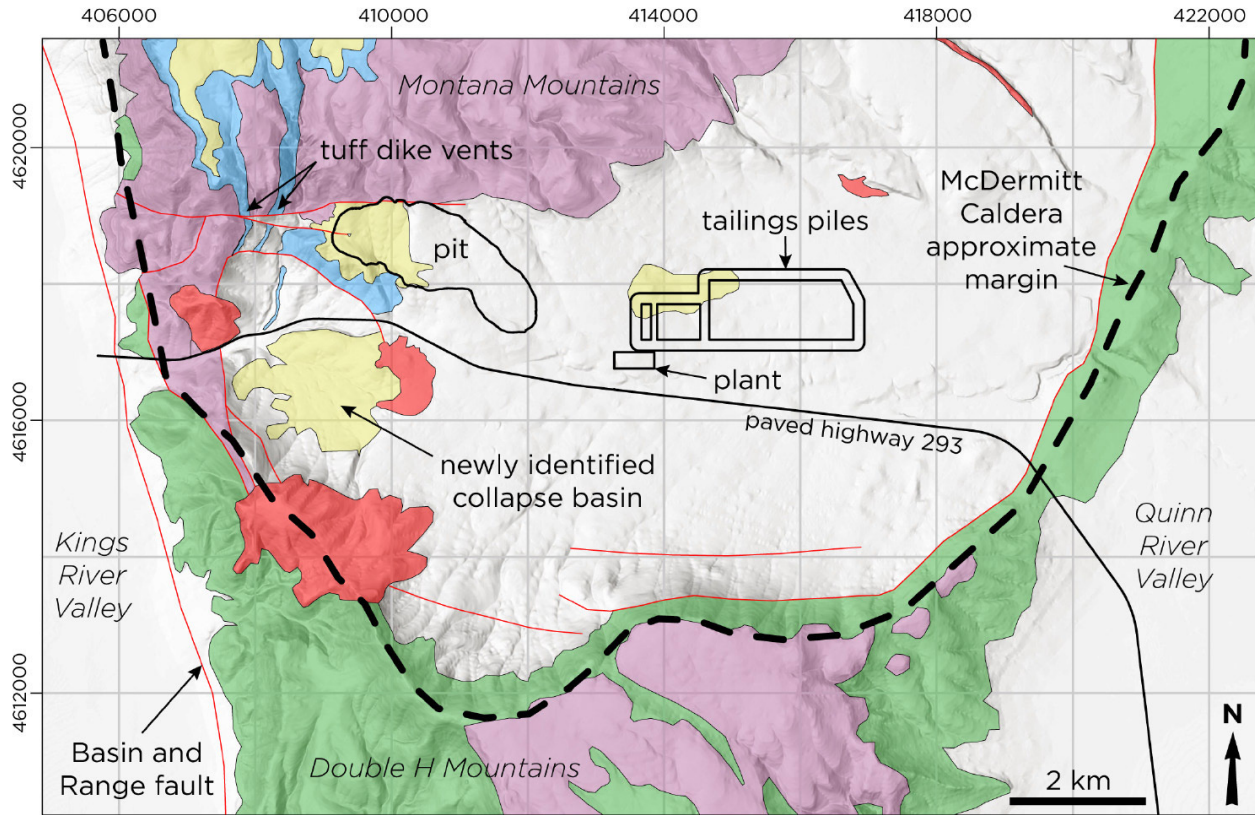 406000
410000
414000
418000
422000
4620000
4616000
4612000
Montana Mountains
tuff dike vents
McDermitt
Caldera
approximate
margin
tailings piles
pit
plant
paved highway 293
newly identified
collapse basin
Kings
River
Valley
Quinn
River
Valley
Basin and
Range fault
Double H Mountains
N
2 km